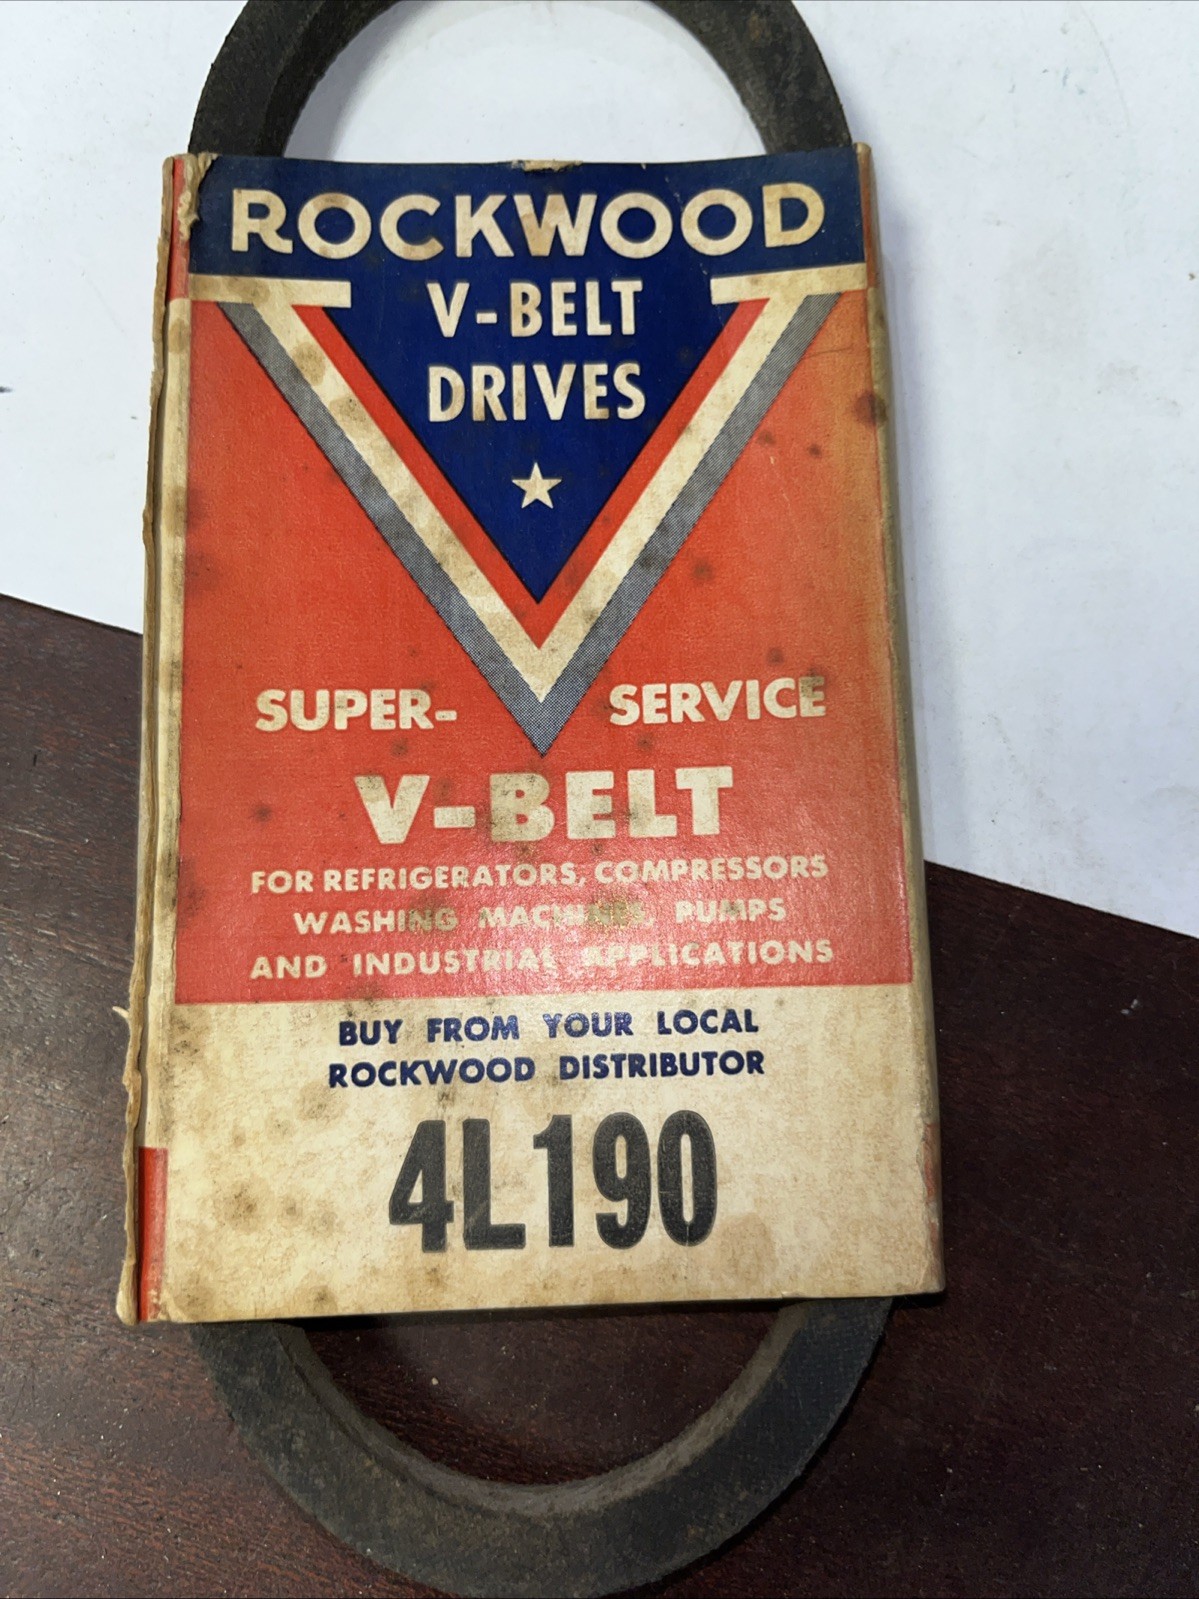 ROCKWOOD
V-BELT
DRIVES
SUPER- SERVICE
V-BELT
FOR REFRIGERATORS, COMPRESSORS
WASHING MACHINES, PUMPS
AND INDUSTRIAL APPLICATIONS
BUY FROM YOUR LOCAL
ROCKWOOD DISTRIBUTOR
4L190